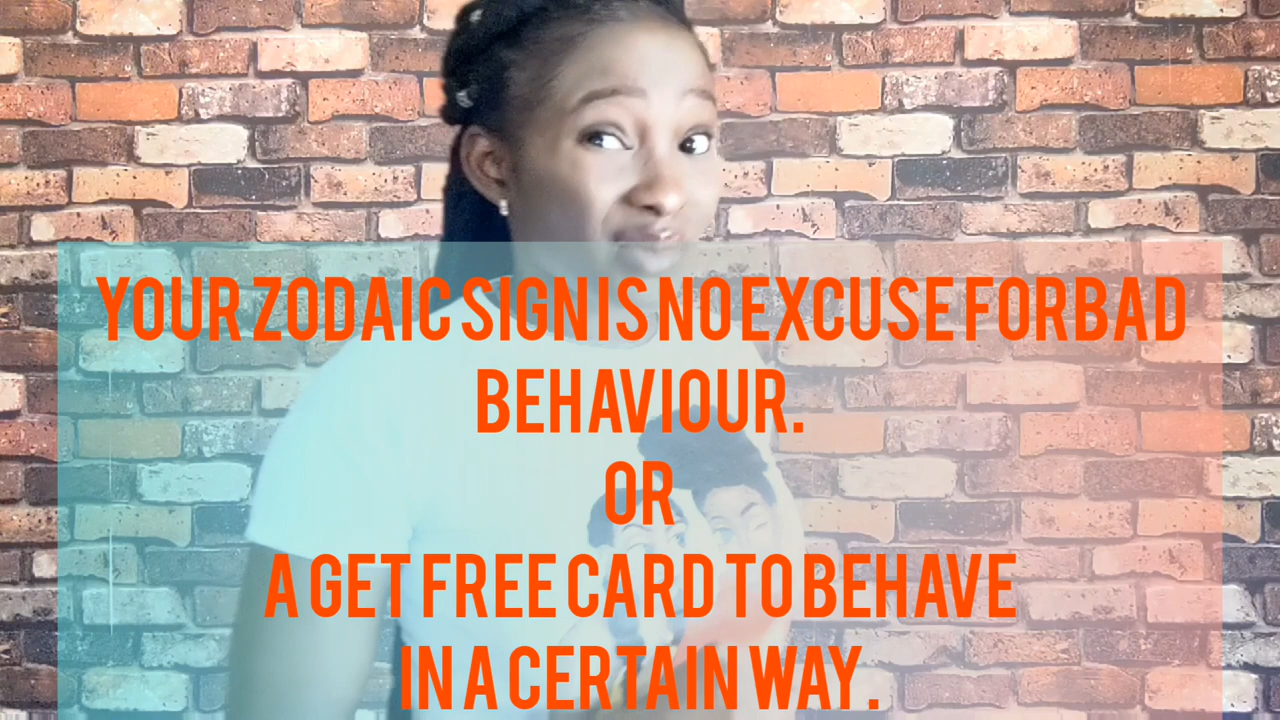 YOUR ZODAIC SIGN IS NO EXCUSE FOR BAD
BEHAVIOUR.
OR
A GET FREE CARD TO BEHAVE
IN A CERTAIN WAY.